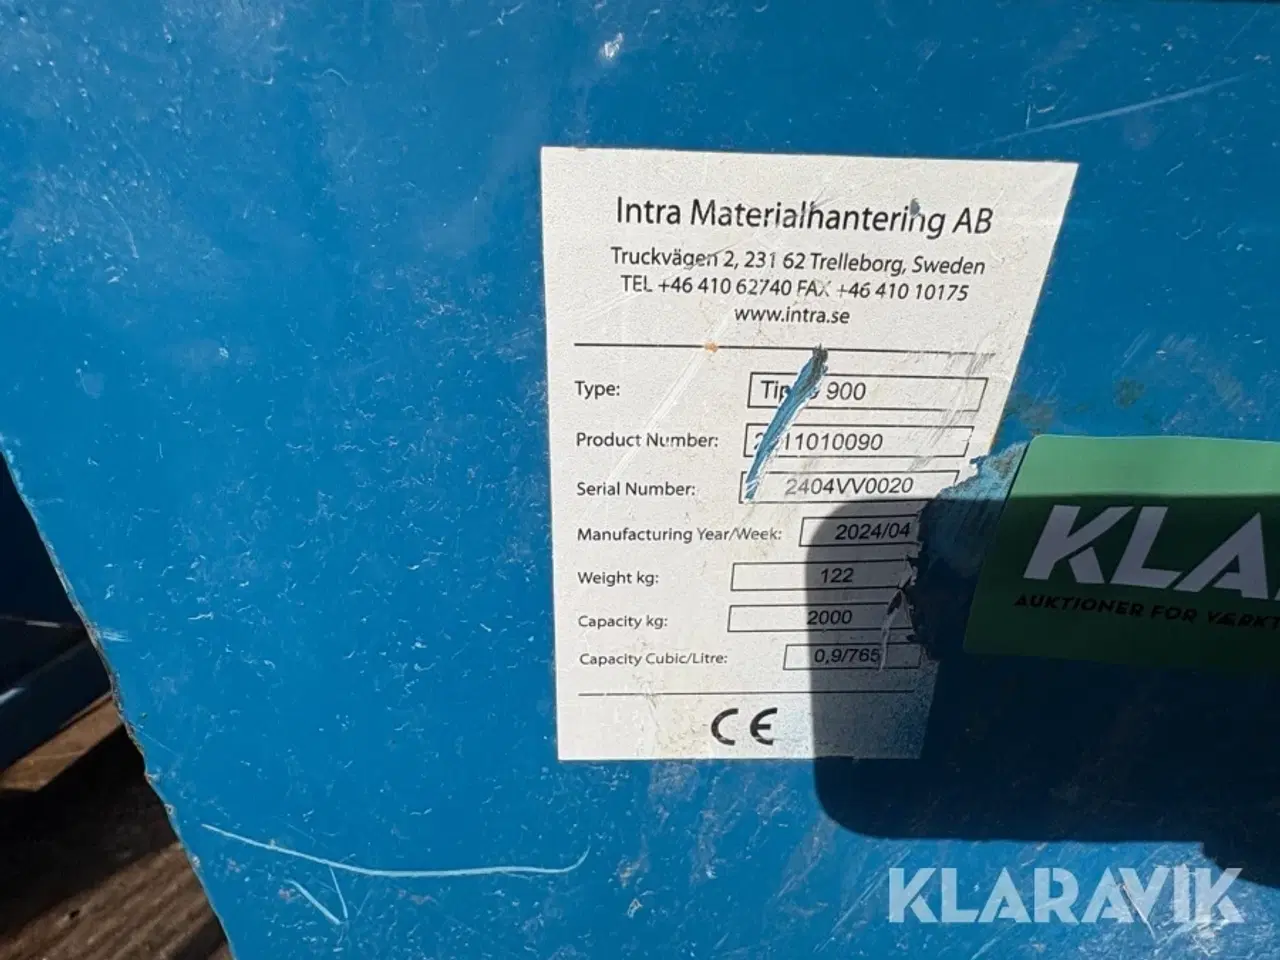 Intra Materialhantering AB
Truckvägen 2, 231 62 Trelleborg, Sweden
TEL +46 410 62740 FAX +46 410 10175
www.intra.se
Type: 900
Product Number:
Serial Number: 2404VV0020
Manufacturing Year/Week: 2024/04
Weight kg: 122
Capacity kg: 2000
Capacity Cubic/Litre: 0,9/765
CE
AUKTIONER FOR
KLARAVIK